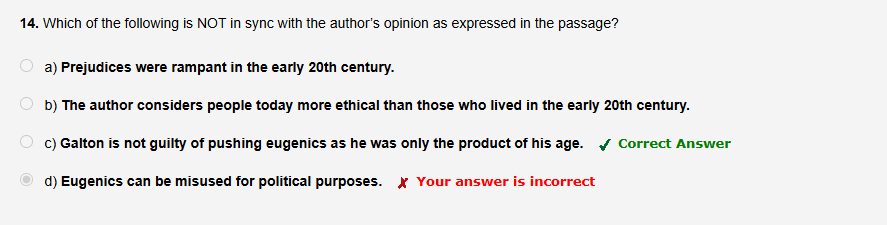 14. Which of the following is NOT in sync with the author's opinion as expressed in the passage?
a) Prejudices were rampant in the early 20th century.
b) The author considers people today more ethical than those who lived in the early 20th century.
c) Galton is not guilty of pushing eugenics as he was only the product of his age. ✓ Correct Answer
d) Eugenics can be misused for political purposes. ✗ Your answer is incorrect